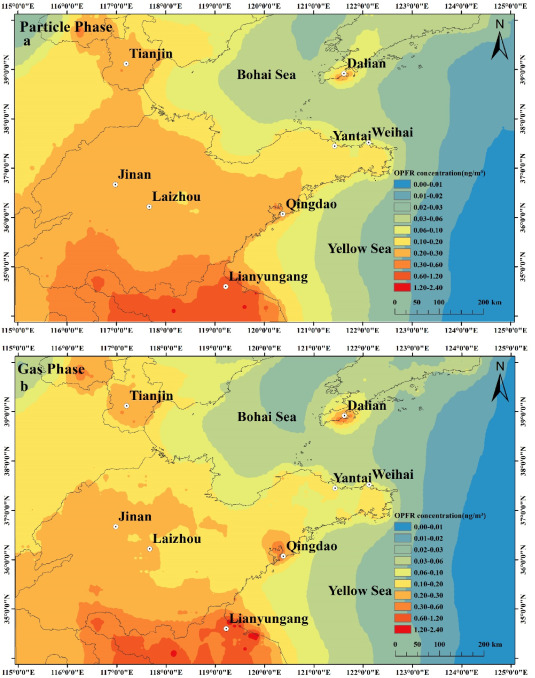 Particle Phase
a
N
Tianjin
Dalian
Bohai Sea
Yantai
Weihai
Jinan
Laizhou
Qingdao
Yellow Sea
Lianyungang
OPFR concentration(ng/m³)
0.00-0.01
0.01-0.02
0.02-0.03
0.03-0.06
0.06-0.10
0.10-0.20
0.20-0.30
0.30-0.60
0.60-1.20
1.20-2.40
0 50 100 200 km
39°0'0"N
38°0'0"N
37°0'0"N
36°0'0"N
35°0'0"N
115°0'0"E 116°0'0"E 117°0'0"E 118°0'0"E 119°0'0"E 120°0'0"E 121°0'0"E 122°0'0"E 123°0'0"E 124°0'0"E 125°0'0"E
Gas Phase
b
N
Tianjin
Dalian
Bohai Sea
Yantai
Weihai
Jinan
Laizhou
Qingdao
Yellow Sea
Lianyungang
OPFR concentration(ng/m³)
0.00-0.01
0.01-0.02
0.02-0.03
0.03-0.06
0.06-0.10
0.10-0.20
0.20-0.30
0.30-0.60
0.60-1.20
1.20-2.40
0 50 100 200 km
39°0'0"N
38°0'0"N
37°0'0"N
36°0'0"N
35°0'0"N
115°0'0"E 116°0'0"E 117°0'0"E 118°0'0"E 119°0'0"E 120°0'0"E 121°0'0"E 122°0'0"E 123°0'0"E 124°0'0"E 125°0'0"E